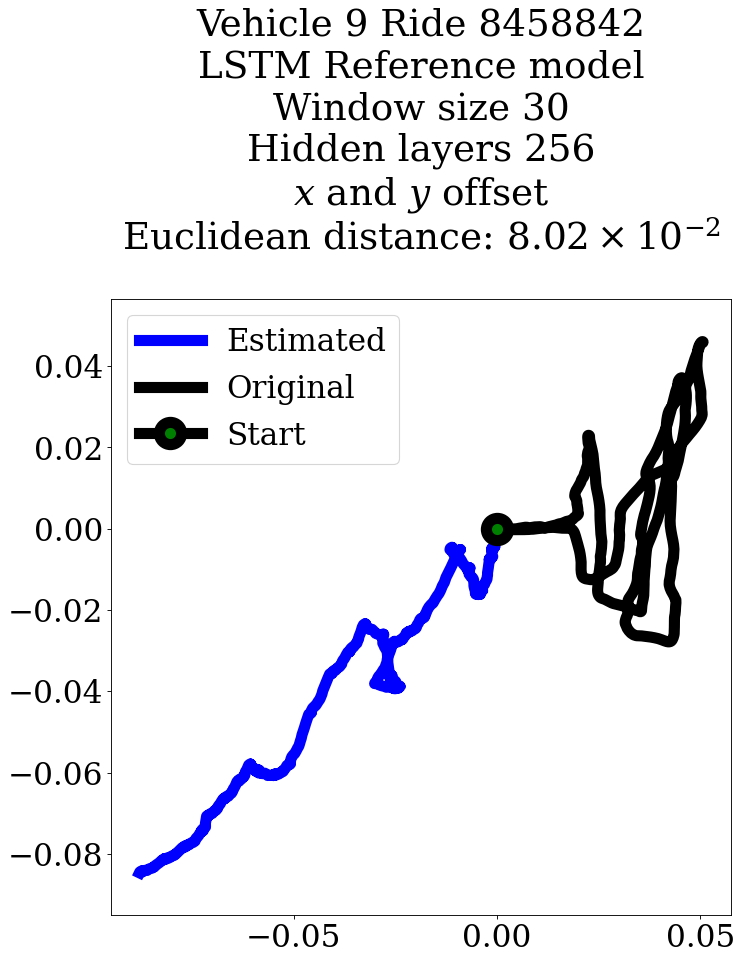 Vehicle 9 Ride 8458842
LSTM Reference model
Window size 30
Hidden layers 256
x and y offset
Euclidean distance: 8.02 × 10⁻²
Estimated
Original
Start
0.04
0.02
0.00
−0.02
−0.04
−0.06
−0.08
−0.05 0.00 0.05